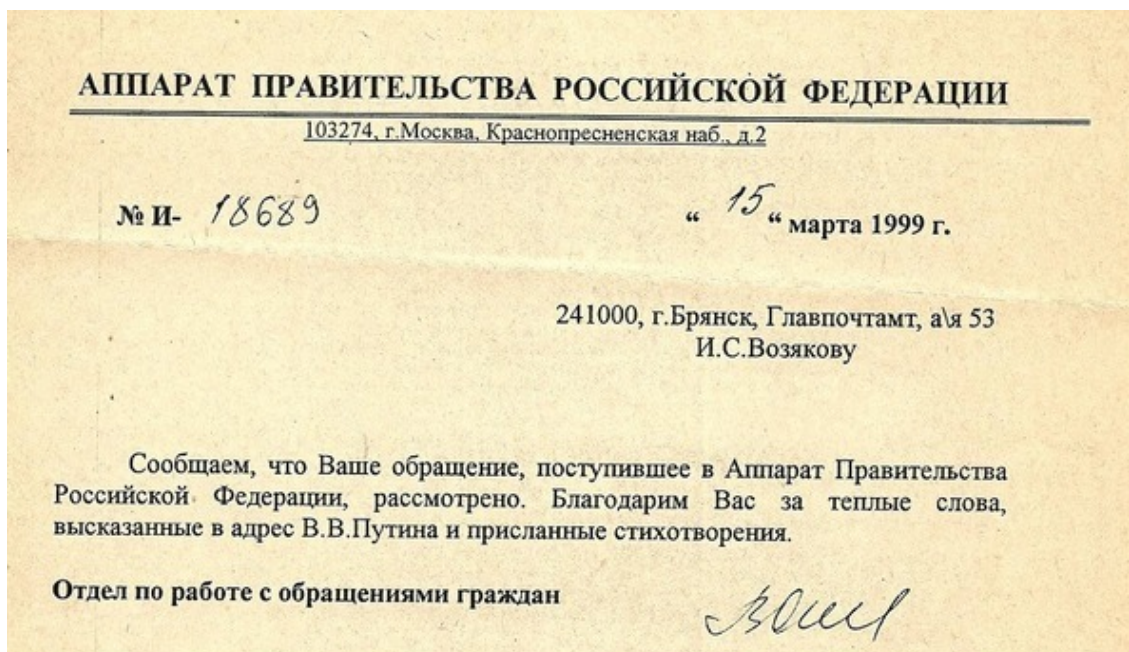 АППАРАТ ПРАВИТЕЛЬСТВА РОССИЙСКОЙ ФЕДЕРАЦИИ
103274, г.Москва, Краснопресненская наб., д.2
№ И- 18689
“ 15 “ марта 1999 г.
241000, г.Брянск, Главпочтамт, а\я 53
И.С.Возякову
Сообщаем, что Ваше обращение, поступившее в Аппарат Правительства
Российской Федерации, рассмотрено. Благодарим Вас за теплые слова,
высказанные в адрес В.В.Путина и присланные стихотворения.
Отдел по работе с обращениями граждан